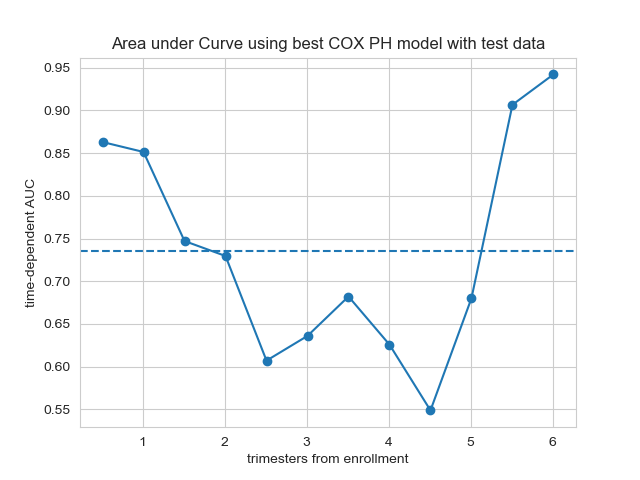 Area under Curve using best COX PH model with test data
time-dependent AUC
0.95
0.90
0.85
0.80
0.75
0.70
0.65
0.60
0.55
1 2 3 4 5 6
trimesters from enrollment